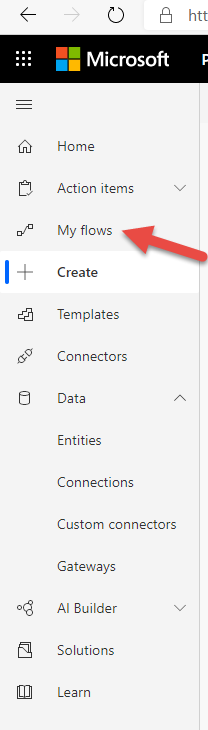 htt
Microsoft P
Home
Action items
My flows
Create
Templates
Connectors
Data
Entities
Connections
Custom connectors
Gateways
AI Builder
Solutions
Learn